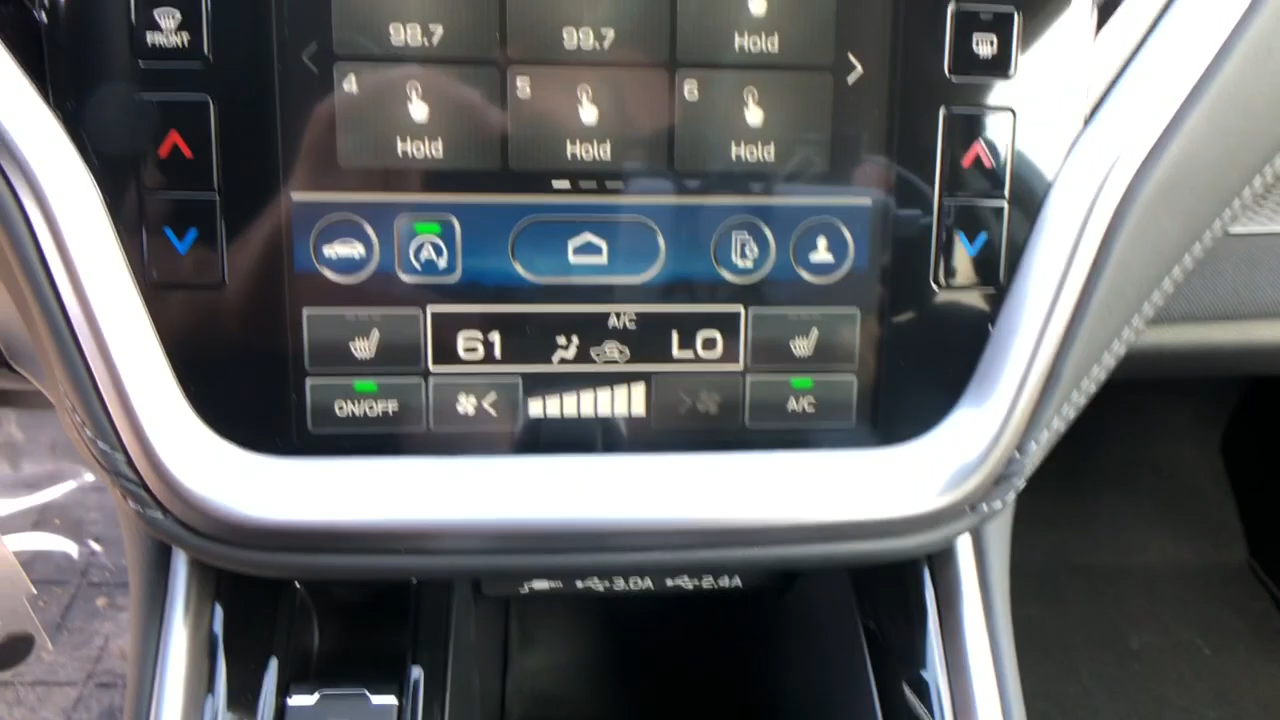 FRONT
98.7
99.7
Hold
4
5
6
Hold
Hold
Hold
A
A/C
61
LO
ON/OFF
A/C
3.0A
2.4A